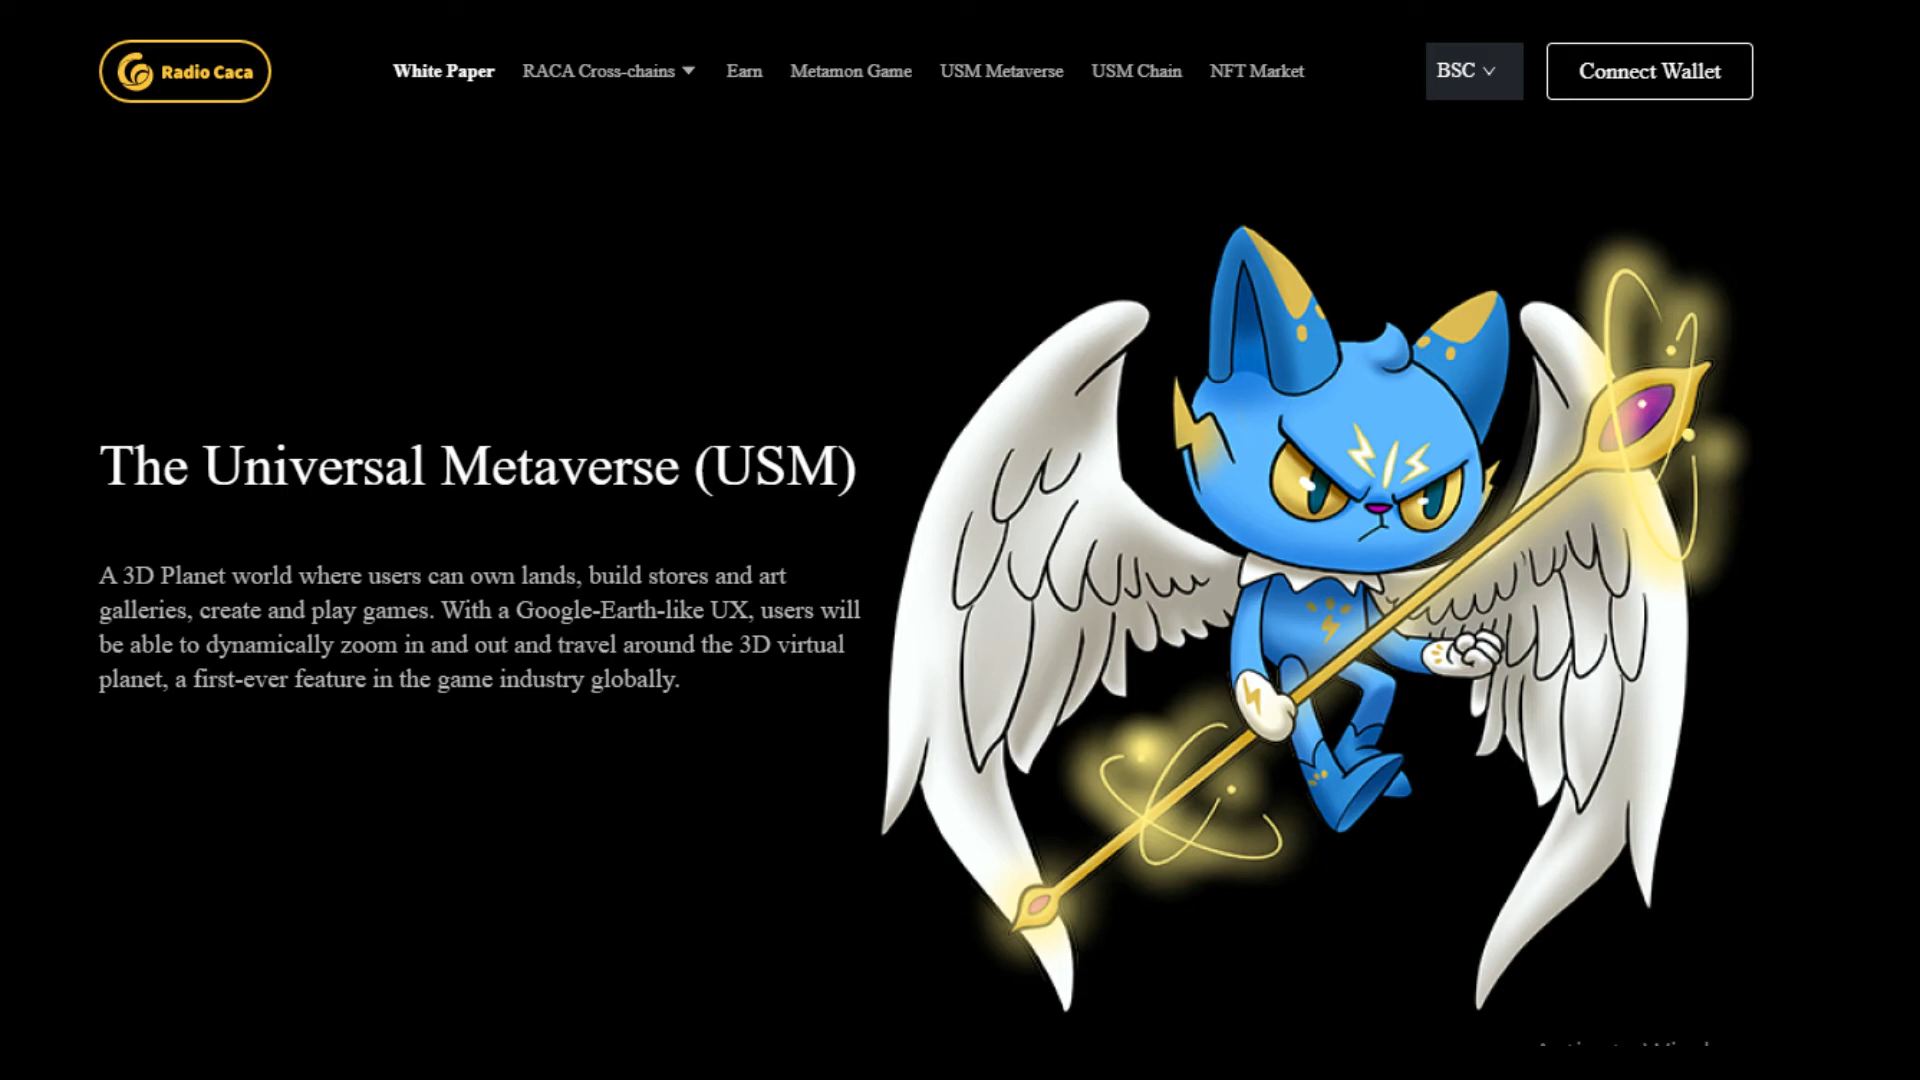 Radio Caca
White Paper RACA Cross-chains Earn Metamon Game USM Metaverse USM Chain NFT Market
BSC
Connect Wallet
The Universal Metaverse (USM)
A 3D Planet world where users can own lands, build stores and art
galleries, create and play games. With a Google-Earth-like UX, users will
be able to dynamically zoom in and out and travel around the 3D virtual
planet, a first-ever feature in the game industry globally.